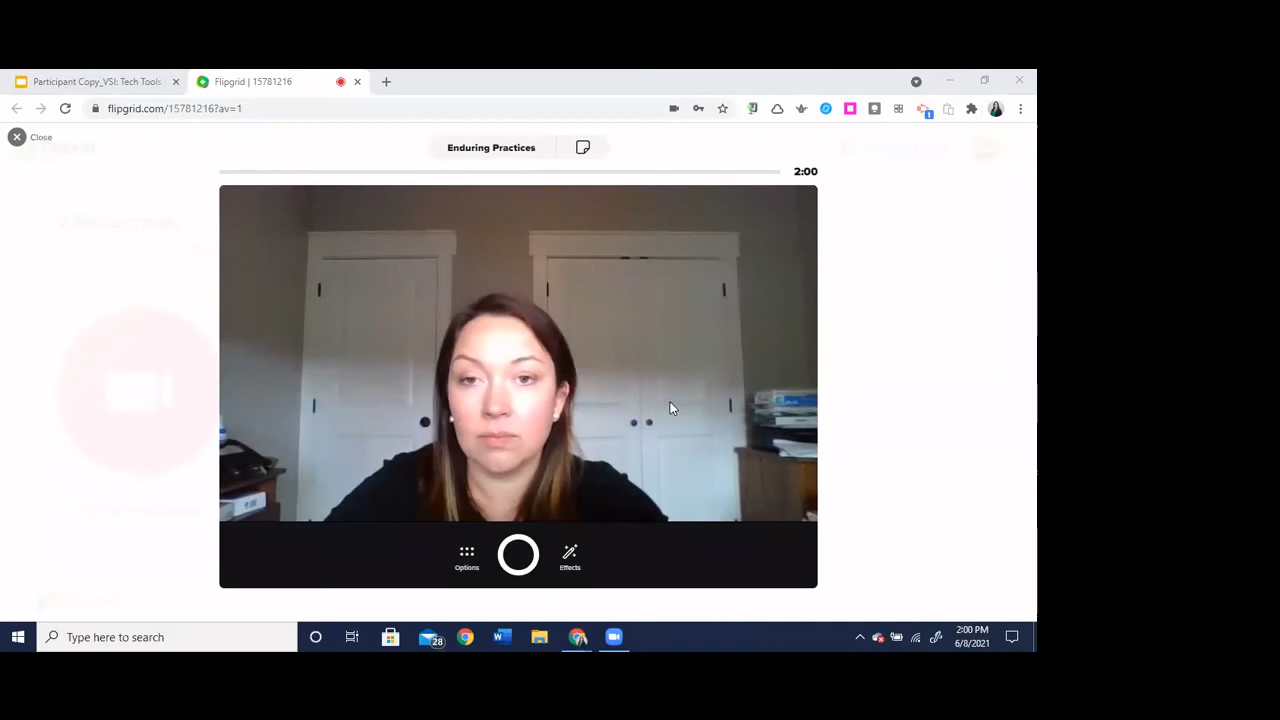 Participant Copy_VSI: Tech Tools
Flipgrid | 15781216
flipgrid.com/15781216?av=1
1
Close
Enduring Practices
2:00
Options
Effects
Type here to search
28
2:00 PM
6/8/2021